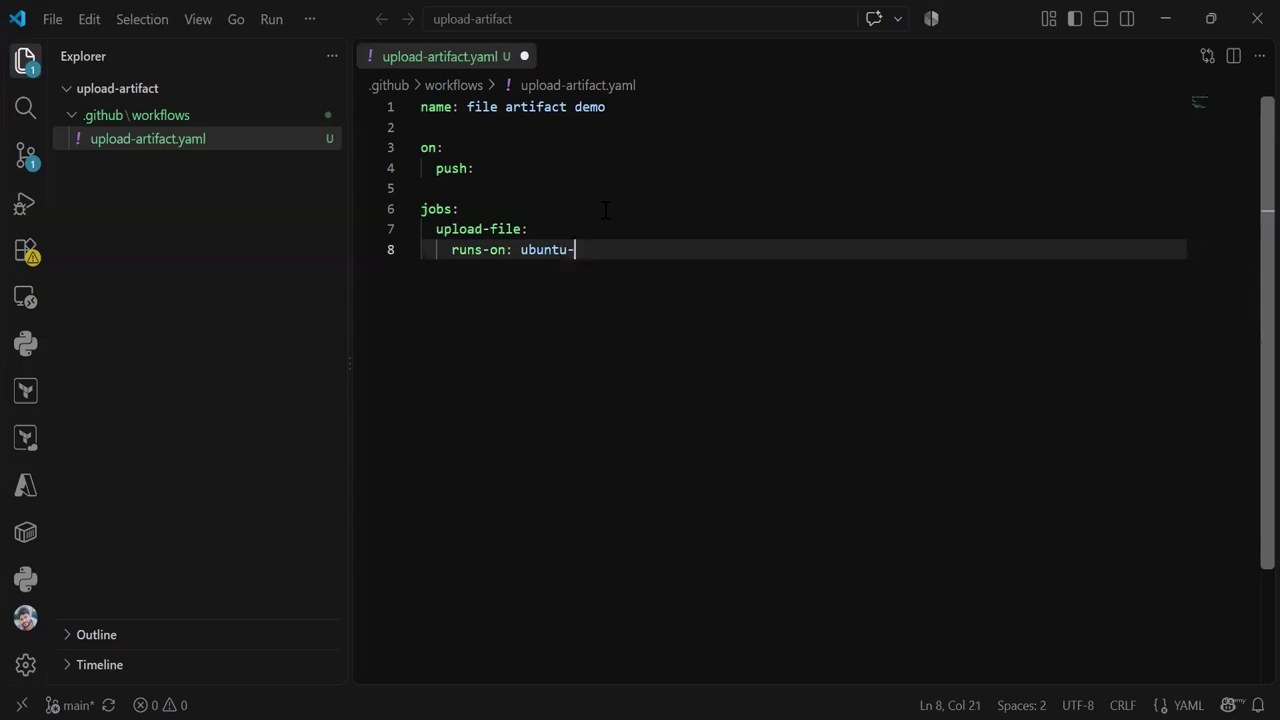 File Edit Selection View Go Run ···
upload-artifact
Explorer
upload-artifact
.github\workflows
upload-artifact.yaml U
Outline
Timeline
upload-artifact.yaml U
.github > workflows > upload-artifact.yaml
1 name: file artifact demo
2
3 on:
4 push:
5
6 jobs:
7 upload-file:
8 runs-on: ubuntu-
1
1
main* 0 0
Ln 8, Col 21 Spaces: 2 UTF-8 CRLF {} YAML